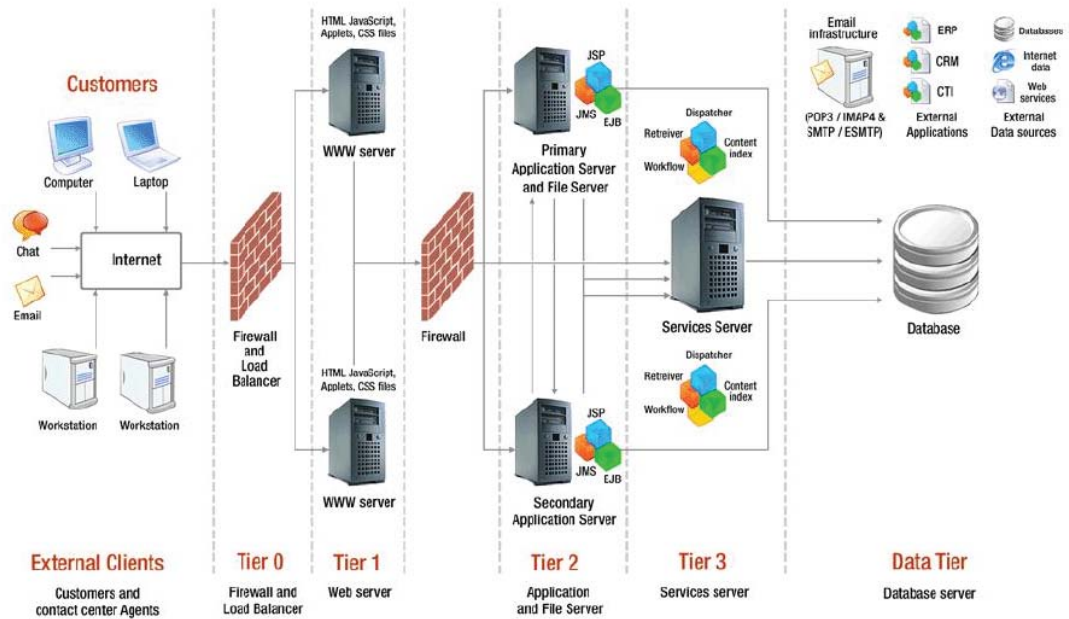 Customers
Computer
Laptop
Chat
Internet
Email
Workstation
Workstation
Firewall
and
Load
Balancer
HTML JavaScript,
Applets, CSS files
WWW server
HTML JavaScript,
Applets, CSS files
WWW server
Firewall
JSP
JMS
EJB
Primary
Application Server
and File Server
JSP
JMS
EJB
Secondary
Application Server
Dispatcher
Retreiver
Content
index
Workflow
Services Server
Dispatcher
Retreiver
Content
index
Workflow
Email
infrastructure
(POP3 / IMAP4 &
SMTP / ESMTP)
ERP
CRM
CTI
External
Applications
Databases
Internet
data
Web
services
External
Data sources
Database
External Clients
Customers and
contact center Agents
Tier 0
Firewall and
Load Balancer
Tier 1
Web server
Tier 2
Application
and File Server
Tier 3
Services server
Data Tier
Database server